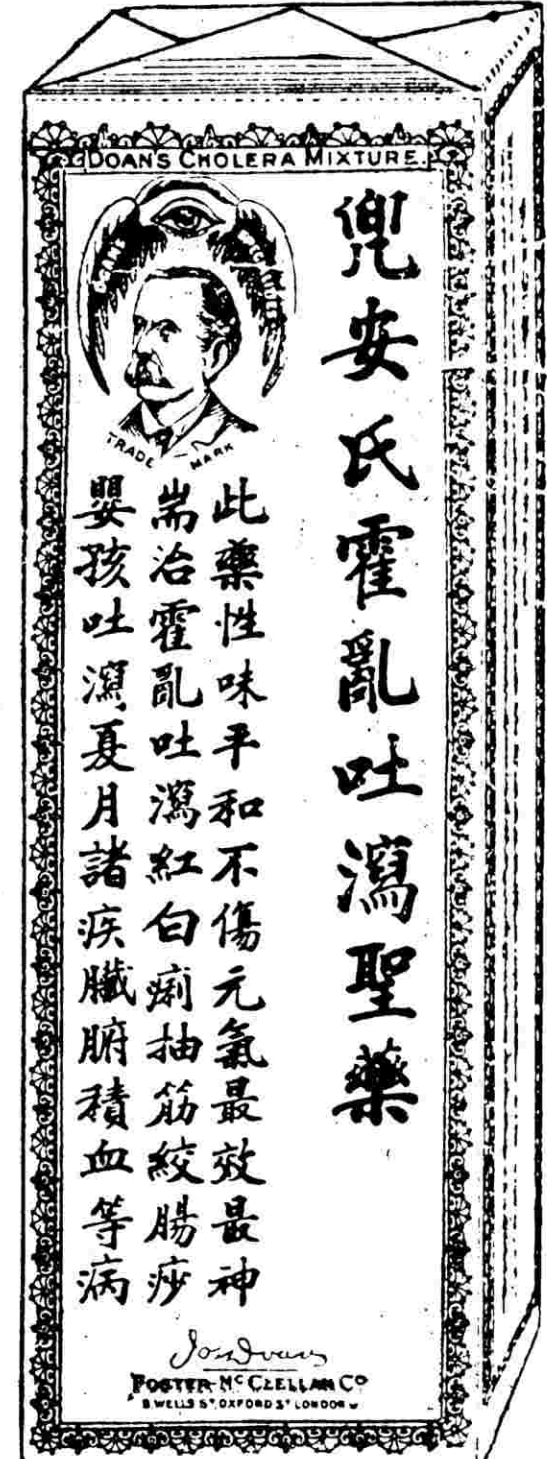 DOAN'S CHOLERA MIXTURE.
兜安氏霍亂吐瀉聖藥
TRADE MARK
此藥性味平和不傷元氣最效最神
耑治霍亂吐瀉紅白痢抽筋絞腸痧
嬰孩吐瀉夏月諸疾臟腑積血等病
Jas Doan
FOSTER-MCCLELLAN CO
8 WELLS ST OXFORD ST LONDON W